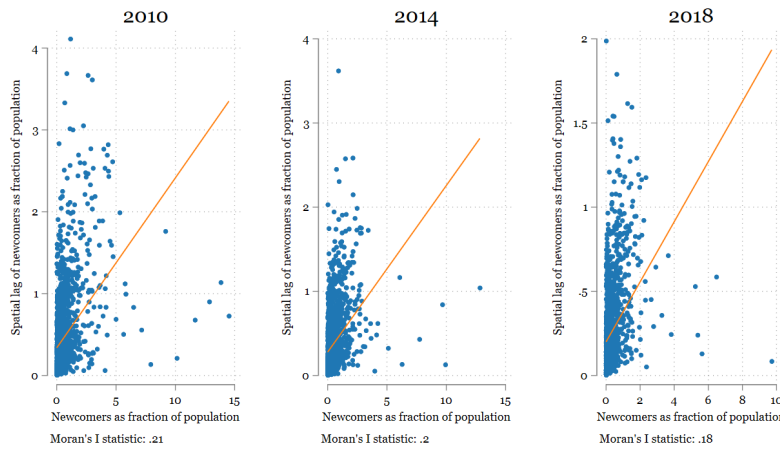 2010
Spatial lag of newcomers as fraction of population
4
3
2
1
0
0 5 10 15
Newcomers as fraction of population
Moran's I statistic: .21
2014
Spatial lag of newcomers as fraction of population
4
3
2
1
0
0 5 10 15
Newcomers as fraction of population
Moran's I statistic: .2
2018
Spatial lag of newcomers as fraction of population
2
1.5
1
.5
0
0 2 4 6 8 10
Newcomers as fraction of population
Moran's I statistic: .18